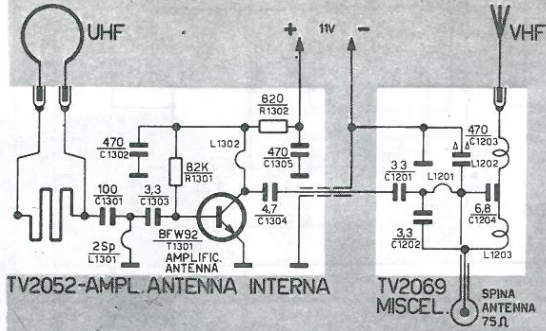 UHF
+ 11V -
VHF
820
R1302
470
C1302
L1302
470
C1305
470
C1203
L1202
82K
R1301
100
C1301
3,3
C1303
4,7
C1304
3 3
C1201
L1201
6,8
C1204
2Sp
L1301
BFW92
T1301
AMPLIFIC.
ANTENNA
3,3
C1202
L1203
TV2052-AMPL. ANTENNA INTERNA
TV2069
MISCEL.
SPINA
ANTENNA
75Ω